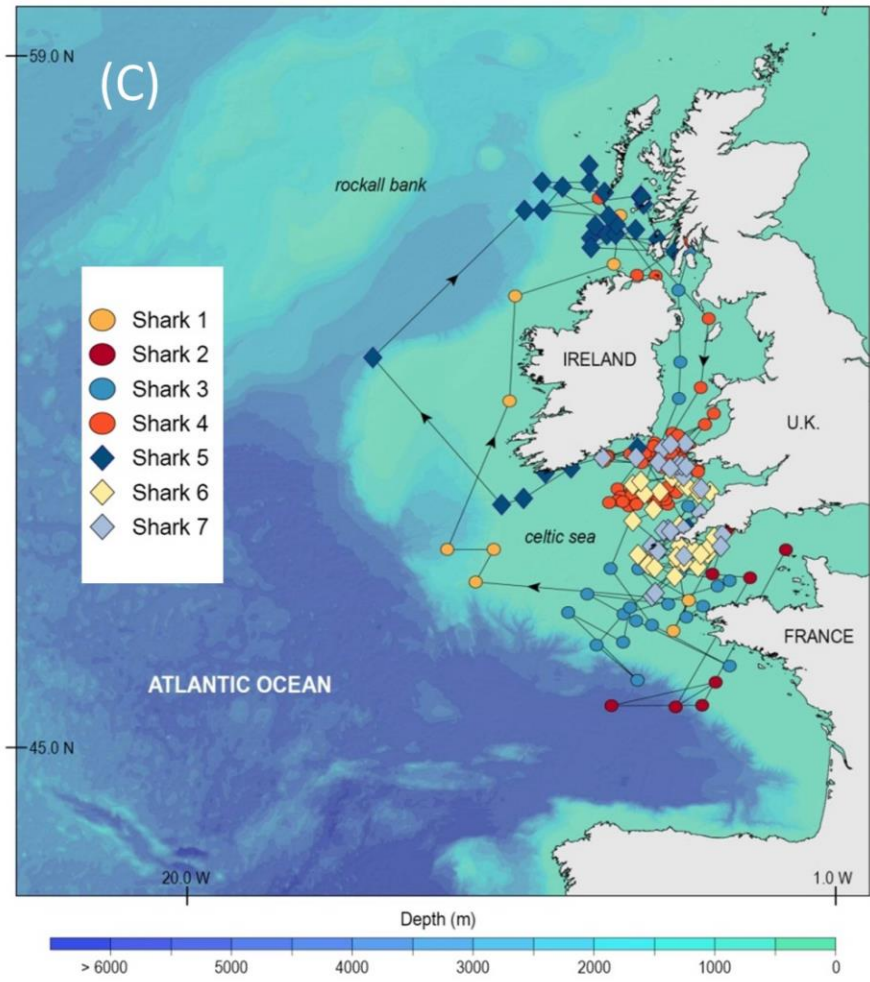 59.0 N
(C)
rockall bank
Shark 1
Shark 2
Shark 3
Shark 4
Shark 5
Shark 6
Shark 7
IRELAND
U.K.
celtic sea
FRANCE
ATLANTIC OCEAN
45.0 N
20.0 W
1.0 W
Depth (m)
> 6000
5000
4000
3000
2000
1000
0